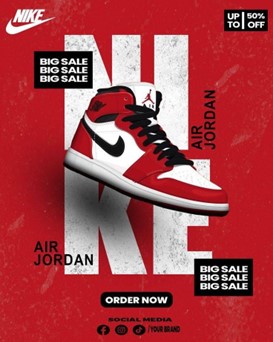 NIKE
UP TO | 50% OFF
BIG SALE
BIG SALE
BIG SALE
NI
KE
AIR
JORDAN
AIR
JORDAN
BIG SALE
BIG SALE
BIG SALE
ORDER NOW
SOCIAL MEDIA
/YOUR BRAND